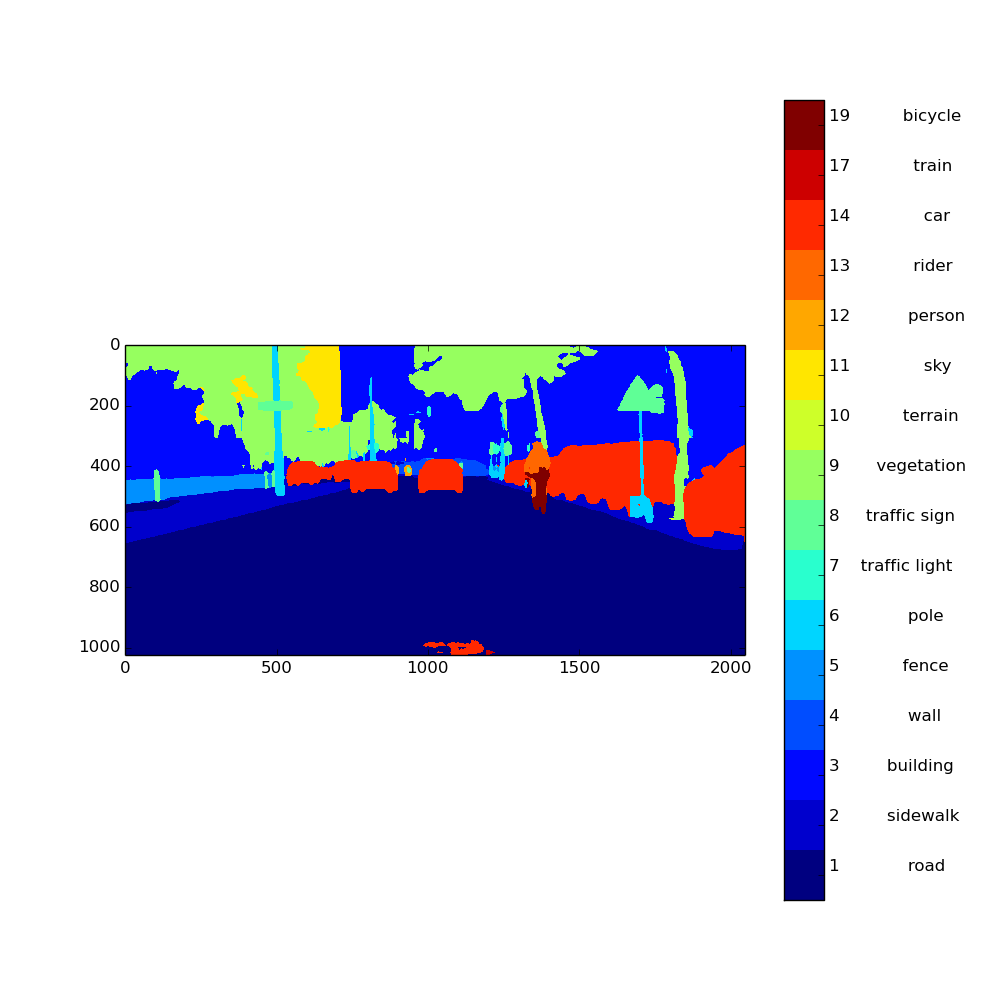 0
200
400
600
800
1000
0 500 1000 1500 2000
19 bicycle
17 train
14 car
13 rider
12 person
11 sky
10 terrain
9 vegetation
8 traffic sign
7 traffic light
6 pole
5 fence
4 wall
3 building
2 sidewalk
1 road